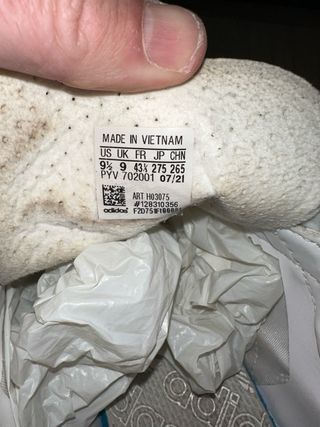 MADE IN VIETNAM
US UK FR JP CHN
9½ 9 43⅓ 275 265
PYV 702001 07/21
ART H03075
#128310356
adidas